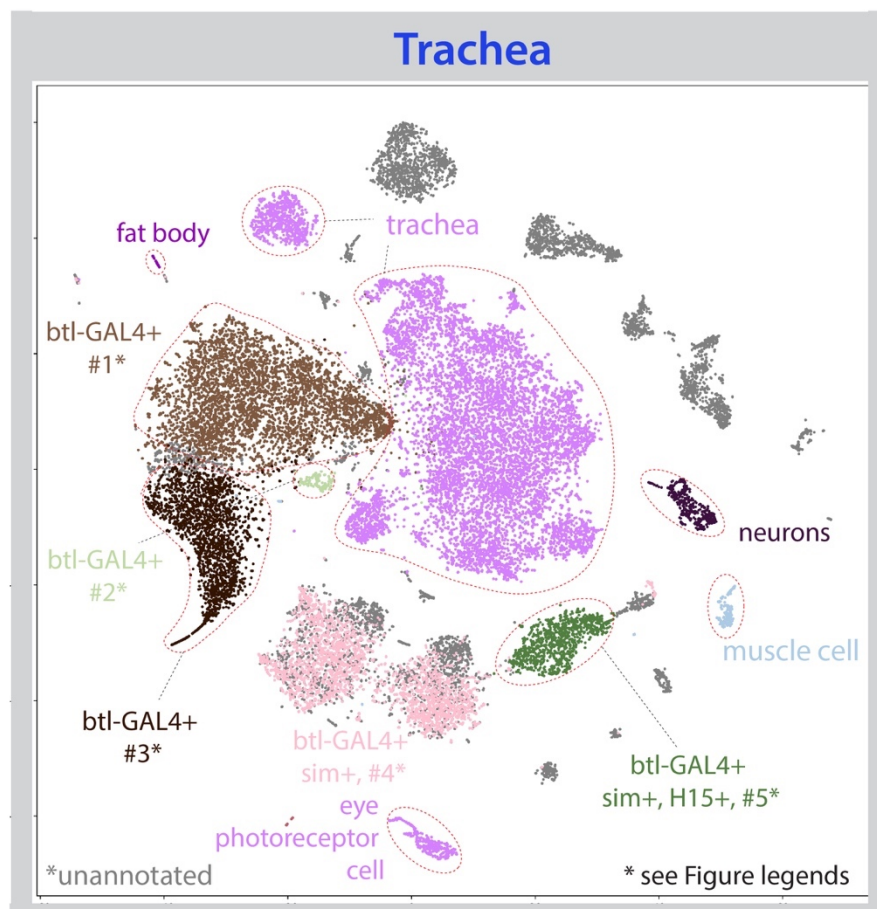 Trachea
trachea
fat body
btl-GAL4+
#1*
btl-GAL4+
#2*
neurons
muscle cell
btl-GAL4+
#3*
btl-GAL4+
sim+, #4*
btl-GAL4+
sim+, H15+, #5*
eye
photoreceptor
cell
*unannotated
* see Figure legends